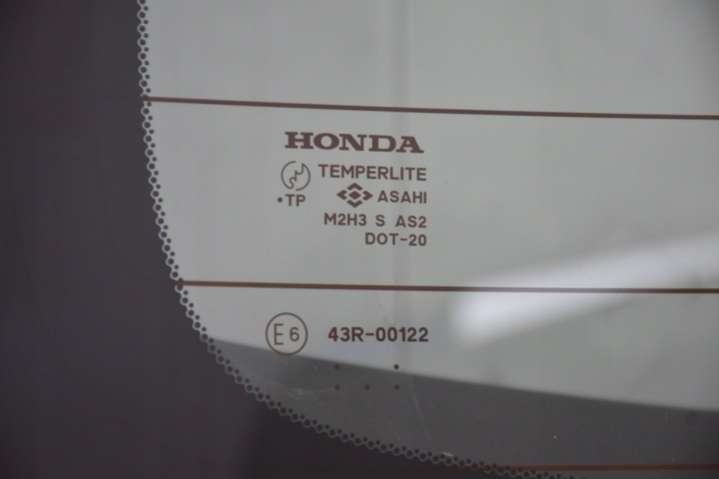 HONDA
TEMPERLITE
•TP ASAHI
M2H3 S AS2
DOT-20
E6 43R-00122